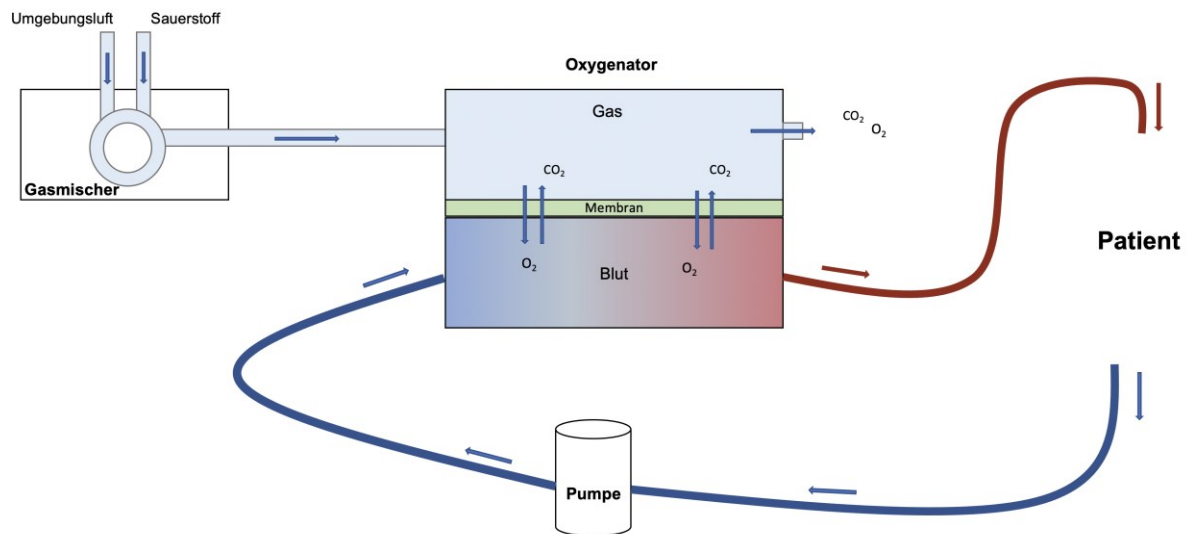 Umgebungsluft
Sauerstoff
Oxygenator
Gas
CO₂
O₂
Gasmischer
CO₂
CO₂
Membran
Patient
O₂
Blut
O₂
Pumpe